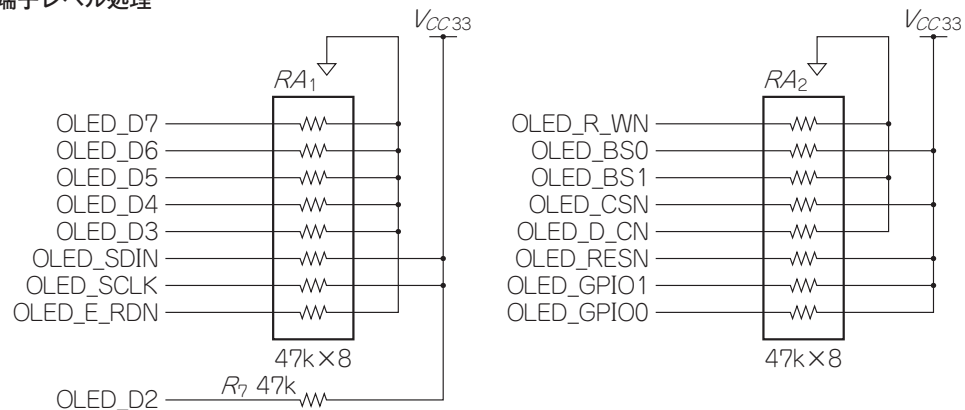 端子レベル処理
VCC33
RA1
OLED_D7
OLED_D6
OLED_D5
OLED_D4
OLED_D3
OLED_SDIN
OLED_SCLK
OLED_E_RDN
47k×8
OLED_D2
R7 47k
VCC33
RA2
OLED_R_WN
OLED_BS0
OLED_BS1
OLED_CSN
OLED_D_CN
OLED_RESN
OLED_GPIO1
OLED_GPIO0
47k×8